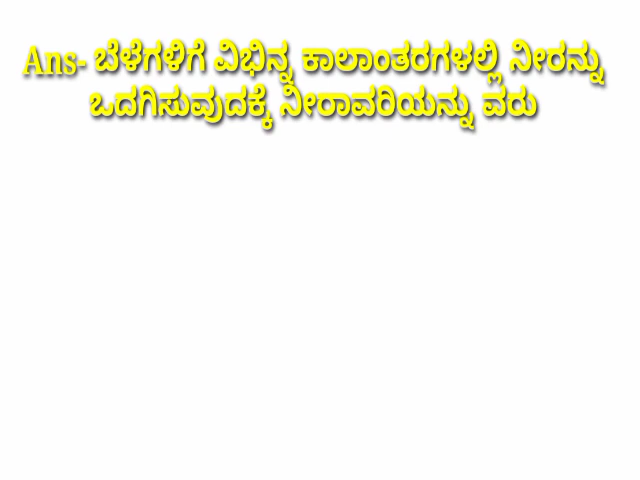 Ans- ಬೆಳೆಗಳಿಗೆ ವಿಭಿನ್ನ ಕಾಲಾಂತರಗಳಲ್ಲಿ ನೀರನ್ನು
ಒದಗಿಸುವುದಕ್ಕೆ ನೀರಾವರಿಯನ್ನು ವರು